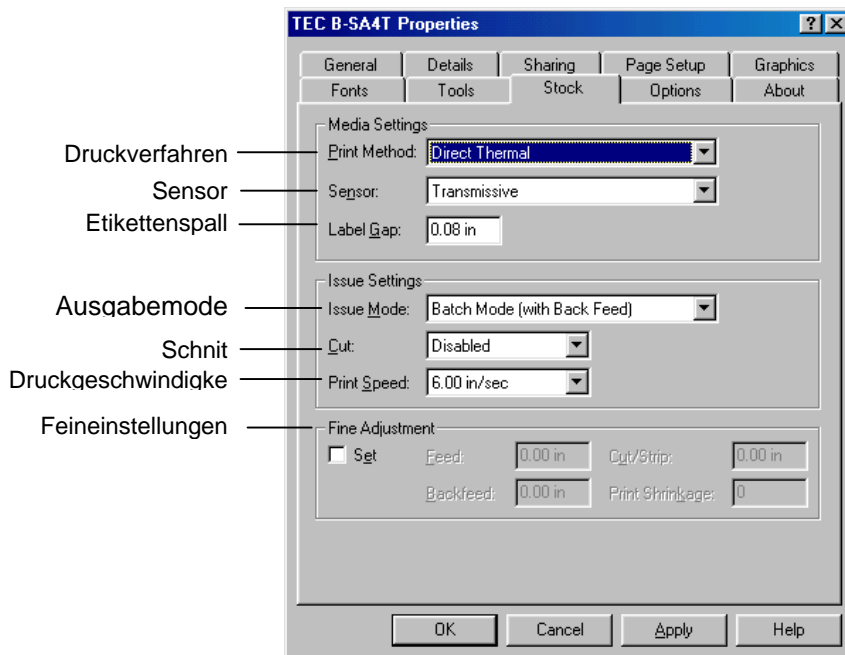 TEC B-SA4T Properties
General Details Sharing Page Setup Graphics
Fonts Tools Stock Options About
Media Settings
Druckverfahren Print Method: Direct Thermal
Sensor Sensor: Transmissive
Etikettenspall Label Gap: 0.08 in
Issue Settings
Ausgabemode Issue Mode: Batch Mode (with Back Feed)
Schnit Cut: Disabled
Druckgeschwindigke Print Speed: 6.00 in/sec
Feineinstellungen Fine Adjustment
Set Feed: 0.00 in Cut/Strip: 0.00 in
Backfeed: 0.00 in Print Shrinkage: 0
OK Cancel Apply Help